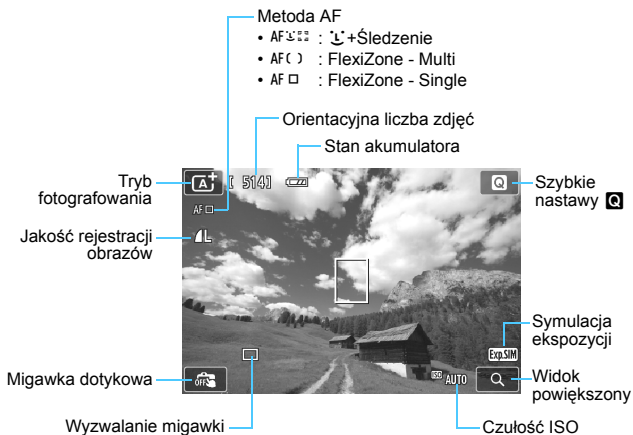 Metoda AF
• AF : +Śledzenie
• AF ( ) : FlexiZone - Multi
• AF □ : FlexiZone - Single
Orientacyjna liczba zdjęć
Stan akumulatora
Tryb
fotografowania
A+
[ 514]
Q
Szybkie
nastawy Q
AF □
Jakość rejestracji
obrazów
L
Symulacja
ekspozycji
Exp.SIM
Migawka dotykowa
OFF
ISO AUTO
Widok
powiększony
Wyzwalanie migawki
Czułość ISO